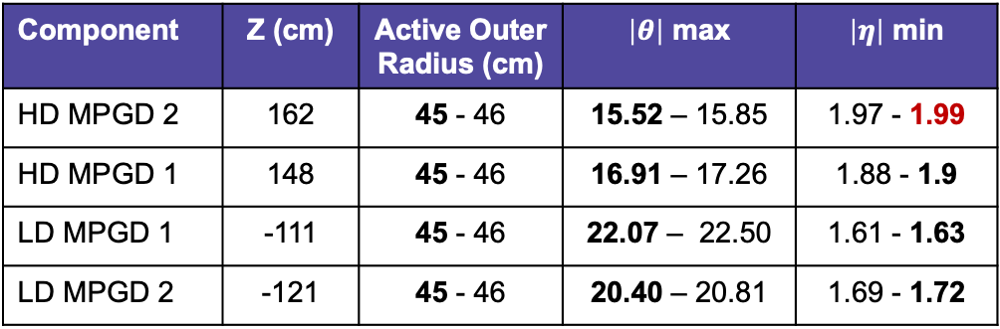 Component Z (cm) Active Outer Radius (cm) |θ| max |η| min
HD MPGD 2 162 45 - 46 15.52 – 15.85 1.97 - 1.99
HD MPGD 1 148 45 - 46 16.91 – 17.26 1.88 - 1.9
LD MPGD 1 -111 45 - 46 22.07 – 22.50 1.61 - 1.63
LD MPGD 2 -121 45 - 46 20.40 – 20.81 1.69 - 1.72